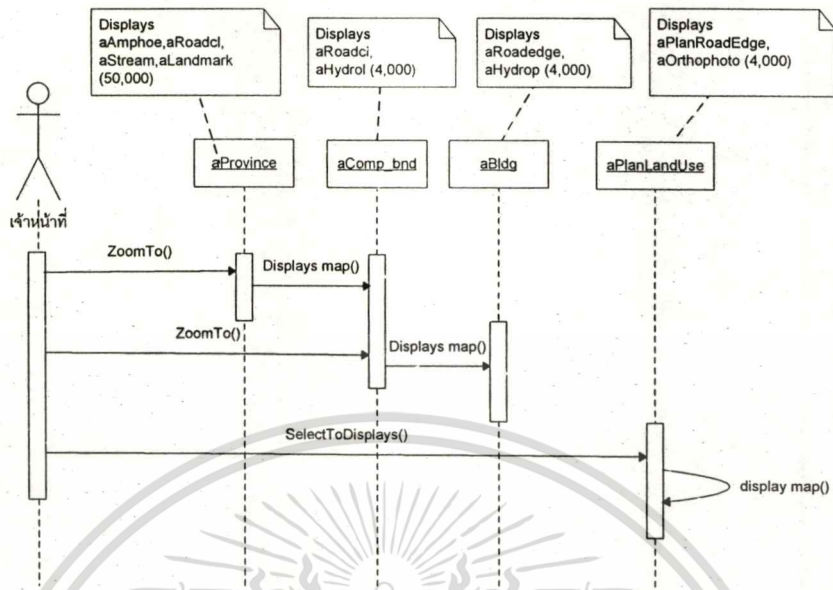 Displays
aAmphoe,aRoadcl,
aStream,aLandmark
(50,000)
Displays
aRoadci,
aHydrol (4,000)
Displays
aRoadedge,
aHydrop (4,000)
Displays
aPlanRoadEdge,
aOrthophoto (4,000)
aProvince
aComp_bnd
aBldg
aPlanLandUse
เจ้าหน้าที่
ZoomTo()
Displays map()
ZoomTo()
Displays map()
SelectToDisplays()
display map()